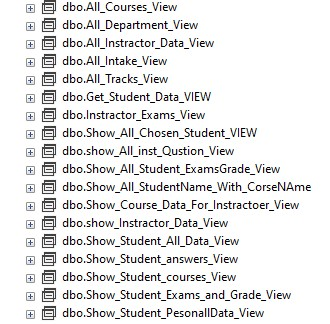 dbo.All_Courses_View
dbo.All_Department_View
dbo.All_Instractor_Data_View
dbo.All_Intake_View
dbo.All_Tracks_View
dbo.Get_Student_Data_VIEW
dbo.Instractor_Exams_View
dbo.Show_All_Chosen_Student_VIEW
dbo.show_All_inst_Qustion_View
dbo.Show_All_Student_ExamsGrade_View
dbo.Show_All_StudentName_With_CorseNAme
dbo.Show_Course_Data_For_Instractoer_View
dbo.show_Instractor_Data_View
dbo.Show_Student_All_Data_View
dbo.Show_Student_answers_View
dbo.Show_Student_courses_View
dbo.Show_Student_Exams_and_Grade_View
dbo.Show_Student_PesonallData_View